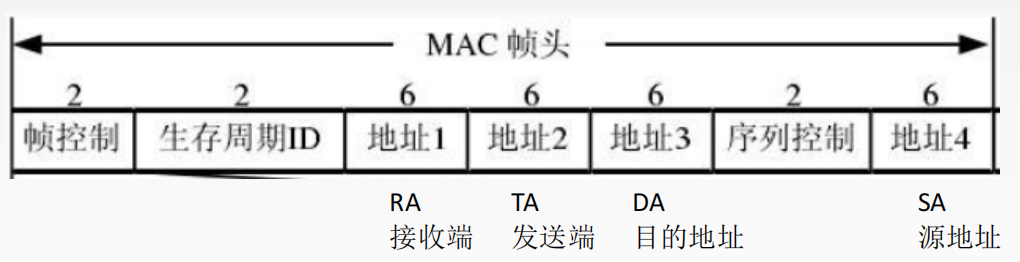 MAC 帧头
2 2 6 6 6 2 6
帧控制 生存周期ID 地址1 地址2 地址3 序列控制 地址4
RA TA DA SA
接收端 发送端 目的地址 源地址